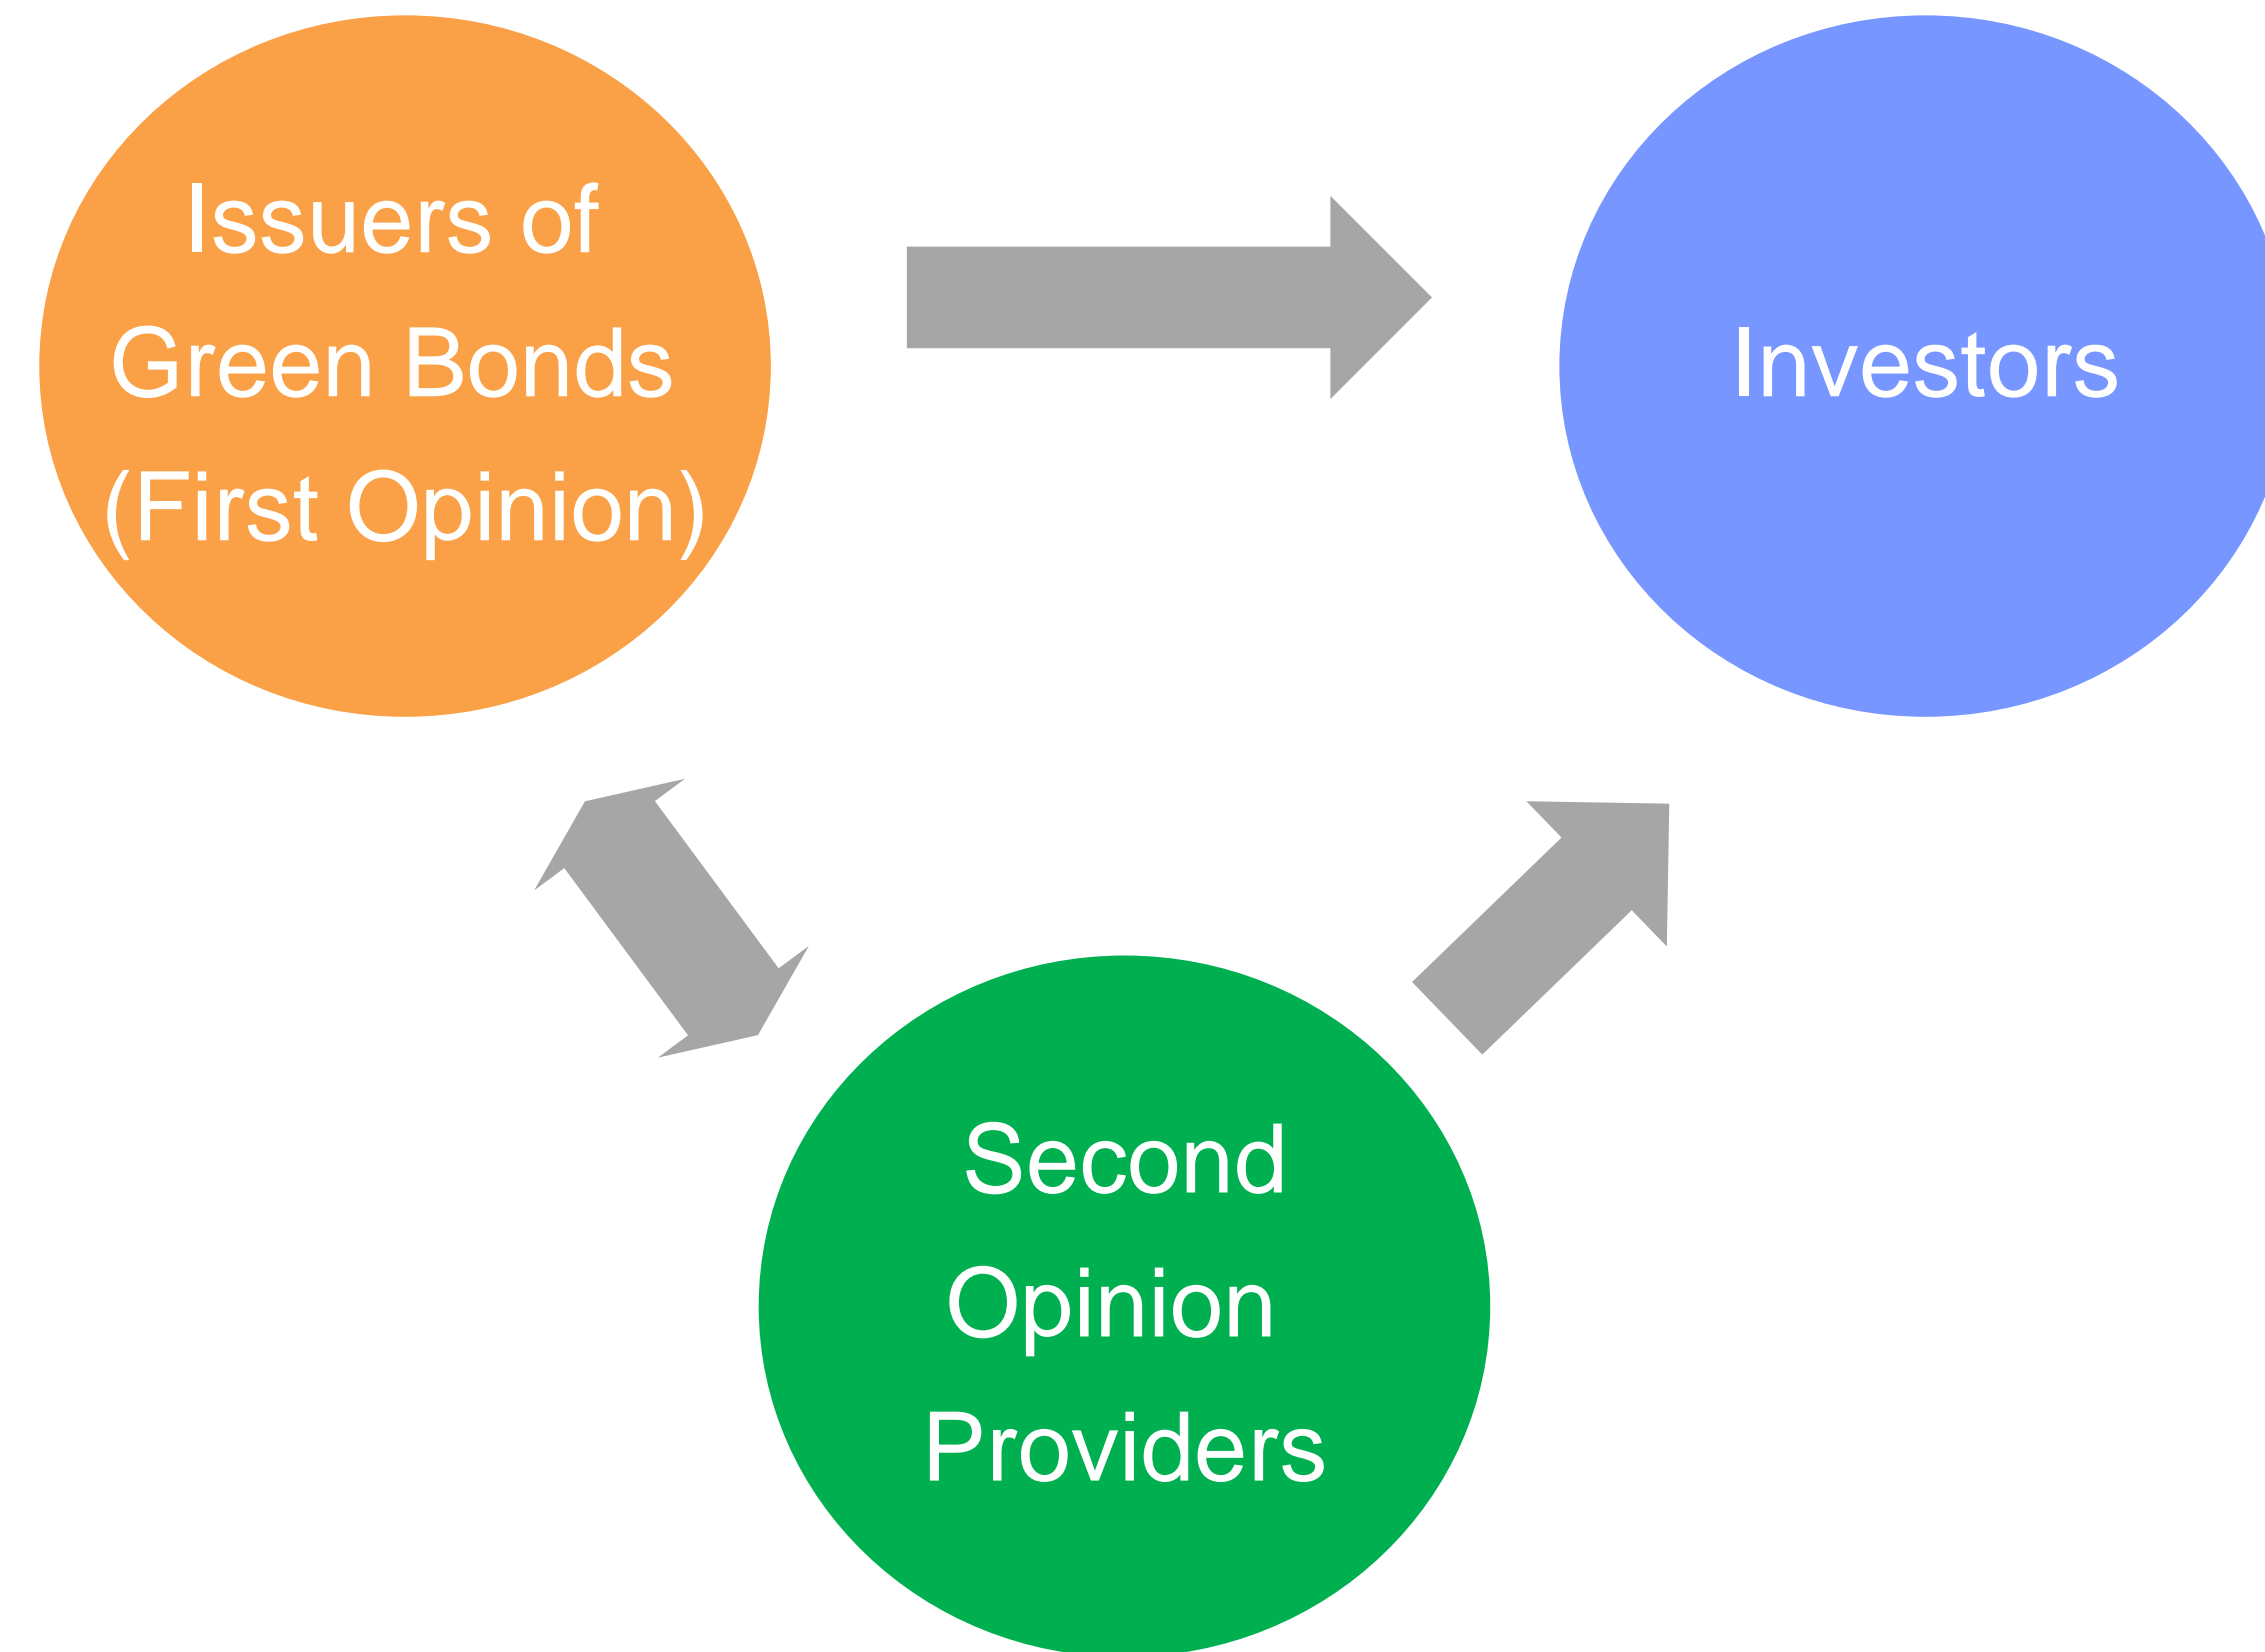 Issuers of
Green Bonds
(First Opinion)
Investors
Second
Opinion
Providers